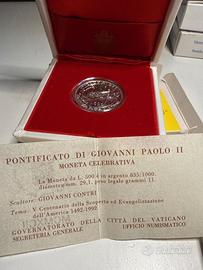 PONTIFICATO DI GIOVANNI PAOLO II
MONETA CELEBRATIVA
La Moneta da L. 500 è in argento 835/1000,
diametro mm. 29,3, peso legale grammi 11.
Scultore: GIOVANNI CONTRI
Tema: V Centenario della Scoperta ed Evangelizzazione
dell'America 1492-1992
GOVERNATORATO DELLA CITTÀ DEL VATICANO
SEGRETERIA GENERALE UFFICIO NUMISMATICO